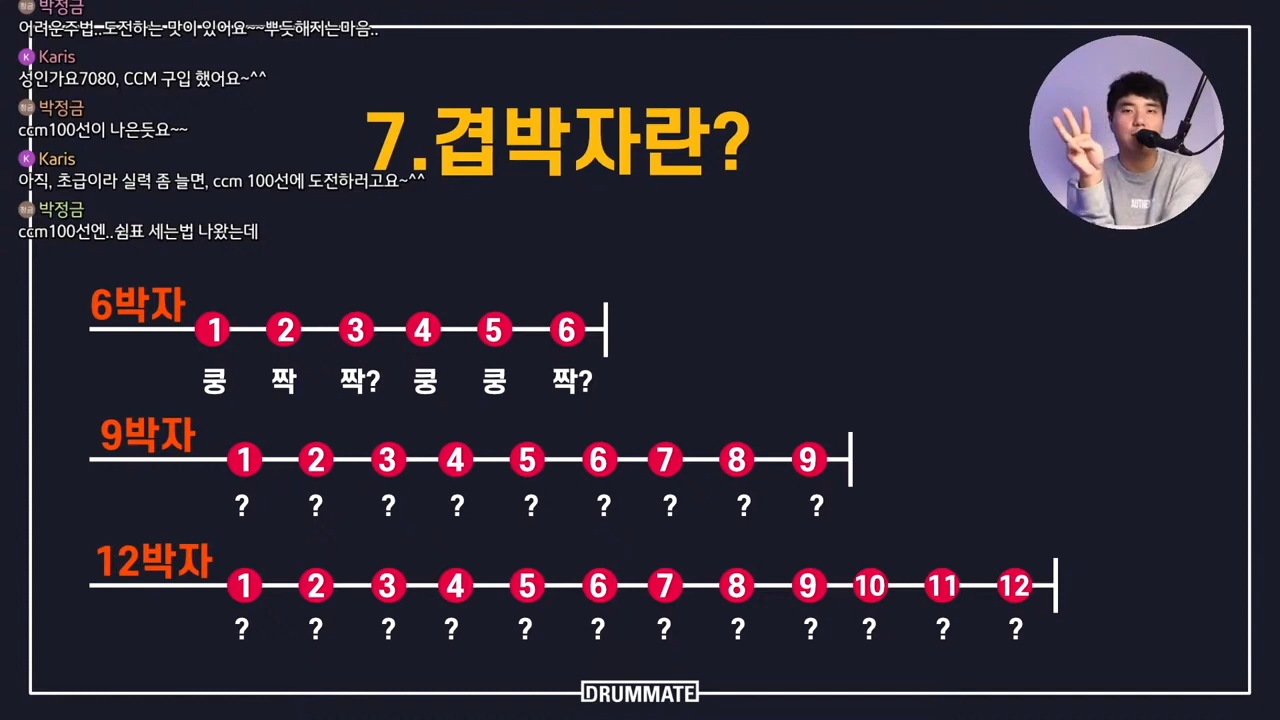 박정금
어려운주법..도전하는 맛이 있어요~~뿌듯해지는마음..
K Karis
성인가요7080, CCM 구입 했어요~^^
정금 박정금
ccm100선이 나은듯요~~
K Karis
아직, 초급이라 실력 좀 늘면, ccm 100선에 도전하러고요~^^
정금 박정금
ccm100선엔..쉼표 세는법 나왔는데
7.겹박자란?
6박자
1 2 3 4 5 6
쿵 짝 짝? 쿵 쿵 짝?
9박자
1 2 3 4 5 6 7 8 9
? ? ? ? ? ? ? ? ?
12박자
1 2 3 4 5 6 7 8 9 10 11 12
? ? ? ? ? ? ? ? ? ? ? ?
DRUMMATE